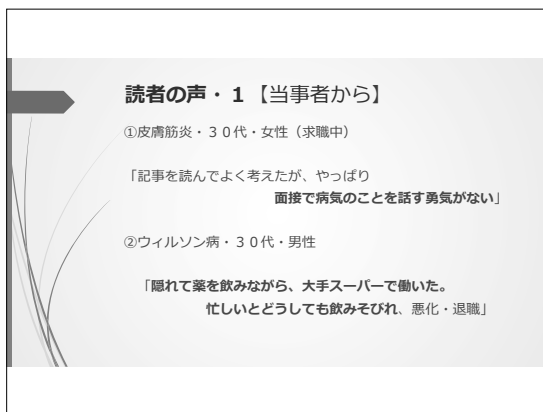 読者の声・1【当事者から】
①皮膚筋炎・30代・女性（求職中）
「記事を読んでよく考えたが、やっぱり
面接で病気のことを話す勇気がない」
②ウィルソン病・30代・男性
「隠れて薬を飲みながら、大手スーパーで働いた。
忙しいとどうしても飲みそびれ、悪化・退職」